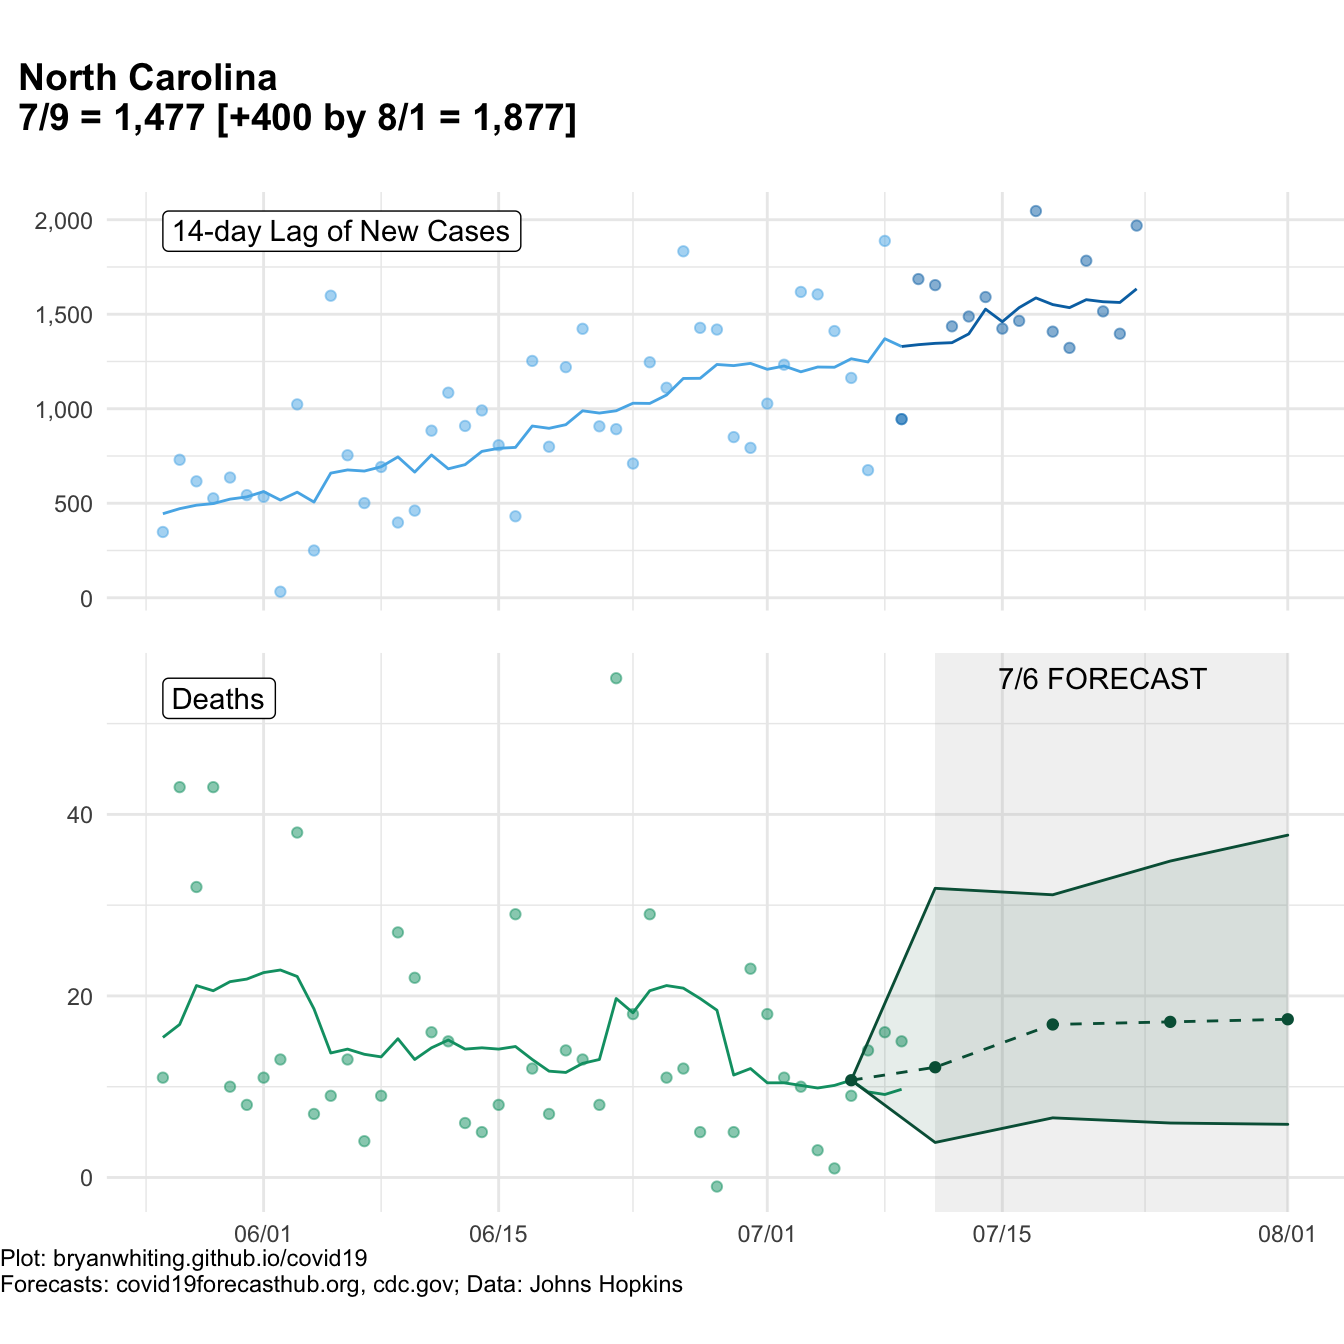 North Carolina
7/9 = 1,477 [+400 by 8/1 = 1,877]
14-day Lag of New Cases
2,000
1,500
1,000
500
0
Deaths
7/6 FORECAST
40
20
0
06/01 06/15 07/01 07/15 08/01
Plot: bryanwhiting.github.io/covid19
Forecasts: covid19forecasthub.org, cdc.gov; Data: Johns Hopkins